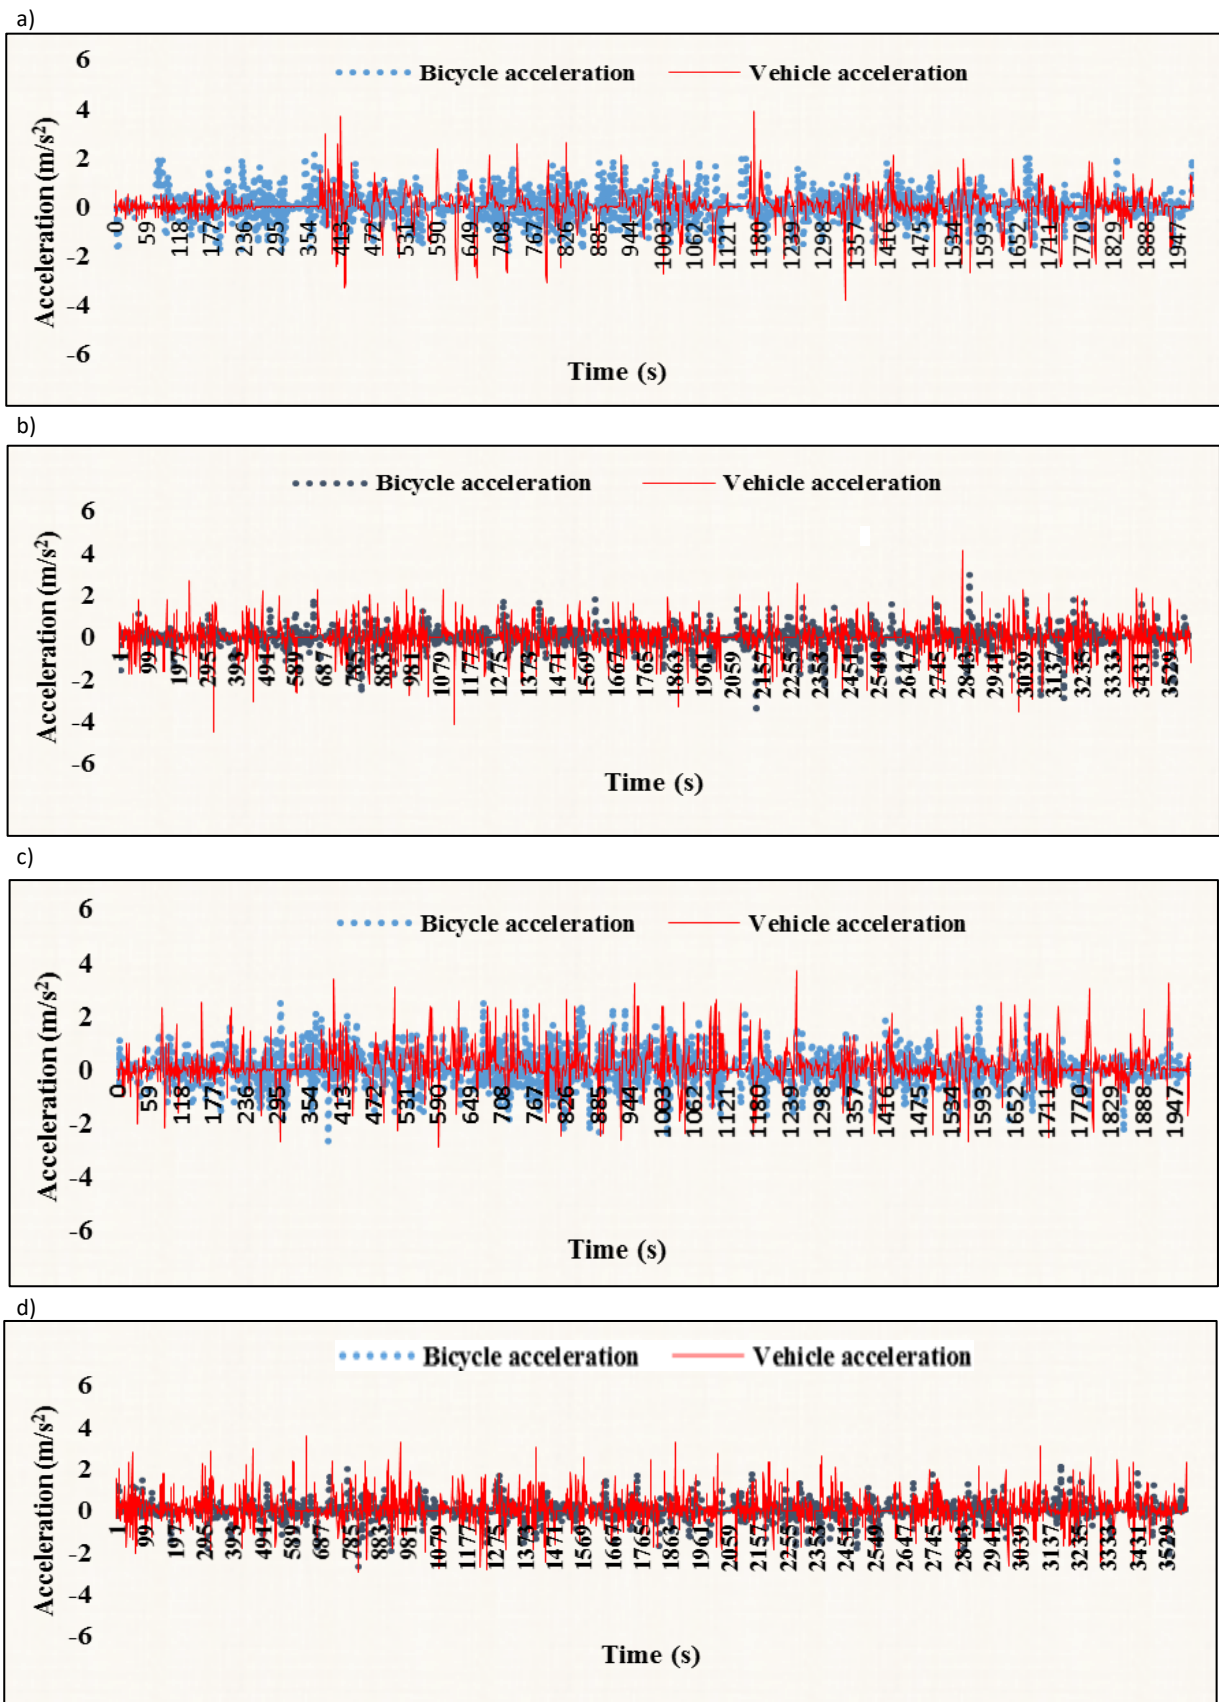 a)
6
Bicycle acceleration Vehicle acceleration
4
2
0
-2
-4
-6
Acceleration (m/s²)
0 59 118 177 236 295 354 413 472 531 590 649 708 767 826 885 944 1003 1062 1121 1180 1239 1298 1357 1416 1475 1534 1593 1652 1711 1770 1829 1888 1947
Time (s)
b)
Bicycle acceleration Vehicle acceleration
6
4
2
0
-2
-4
-6
Acceleration (m/s²)
1 99 197 295 393 491 589 687 785 883 981 1079 1177 1275 1373 1471 1569 1667 1765 1863 1961 2059 2157 2255 2353 2451 2549 2647 2745 2843 2941 3039 3137 3235 3333 3431 3529
Time (s)
c)
6
Bicycle acceleration Vehicle acceleration
4
2
0
-2
-4
-6
Acceleration (m/s²)
0 59 118 177 236 295 354 413 472 531 590 649 708 767 826 885 944 1003 1062 1121 1180 1239 1298 1357 1416 1475 1534 1593 1652 1711 1770 1829 1888 1947
Time (s)
d)
Bicycle acceleration Vehicle acceleration
6
4
2
0
-2
-4
-6
Acceleration (m/s²)
1 99 197 295 393 491 589 687 785 883 981 1079 1177 1275 1373 1471 1569 1667 1765 1863 1961 2059 2157 2255 2353 2451 2549 2647 2745 2843 2941 3039 3137 3235 3333 3431 3529
Time (s)